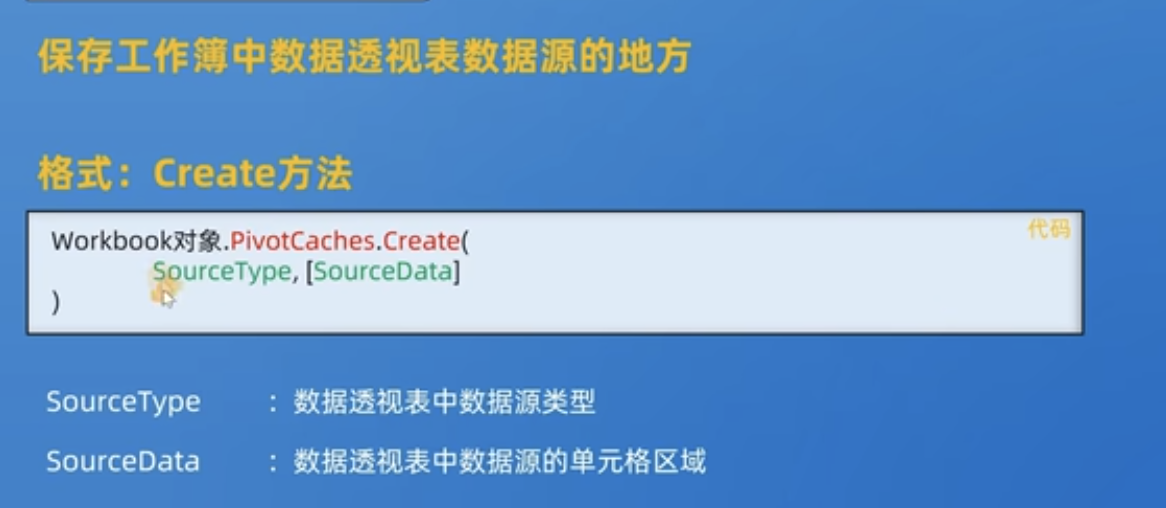 保存工作簿中数据透视表数据源的地方
格式：Create方法
代码
Workbook对象.PivotCaches.Create(
SourceType, [SourceData]
)
SourceType ：数据透视表中数据源类型
SourceData ：数据透视表中数据源的单元格区域